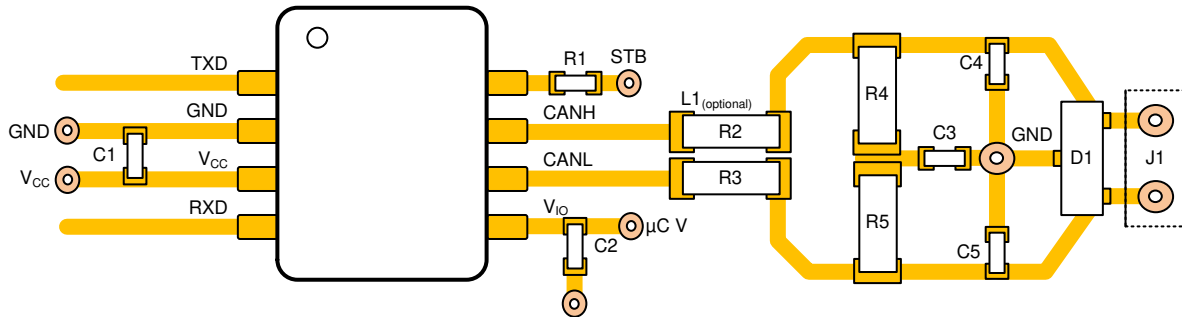 TXD
R1
STB
C4
GND
CANH
L1(optional)
R4
GND
C1
R2
C3
GND
J1
VCC
VCC
CANL
R3
D1
RXD
VIO
µC V
C2
R5
C5